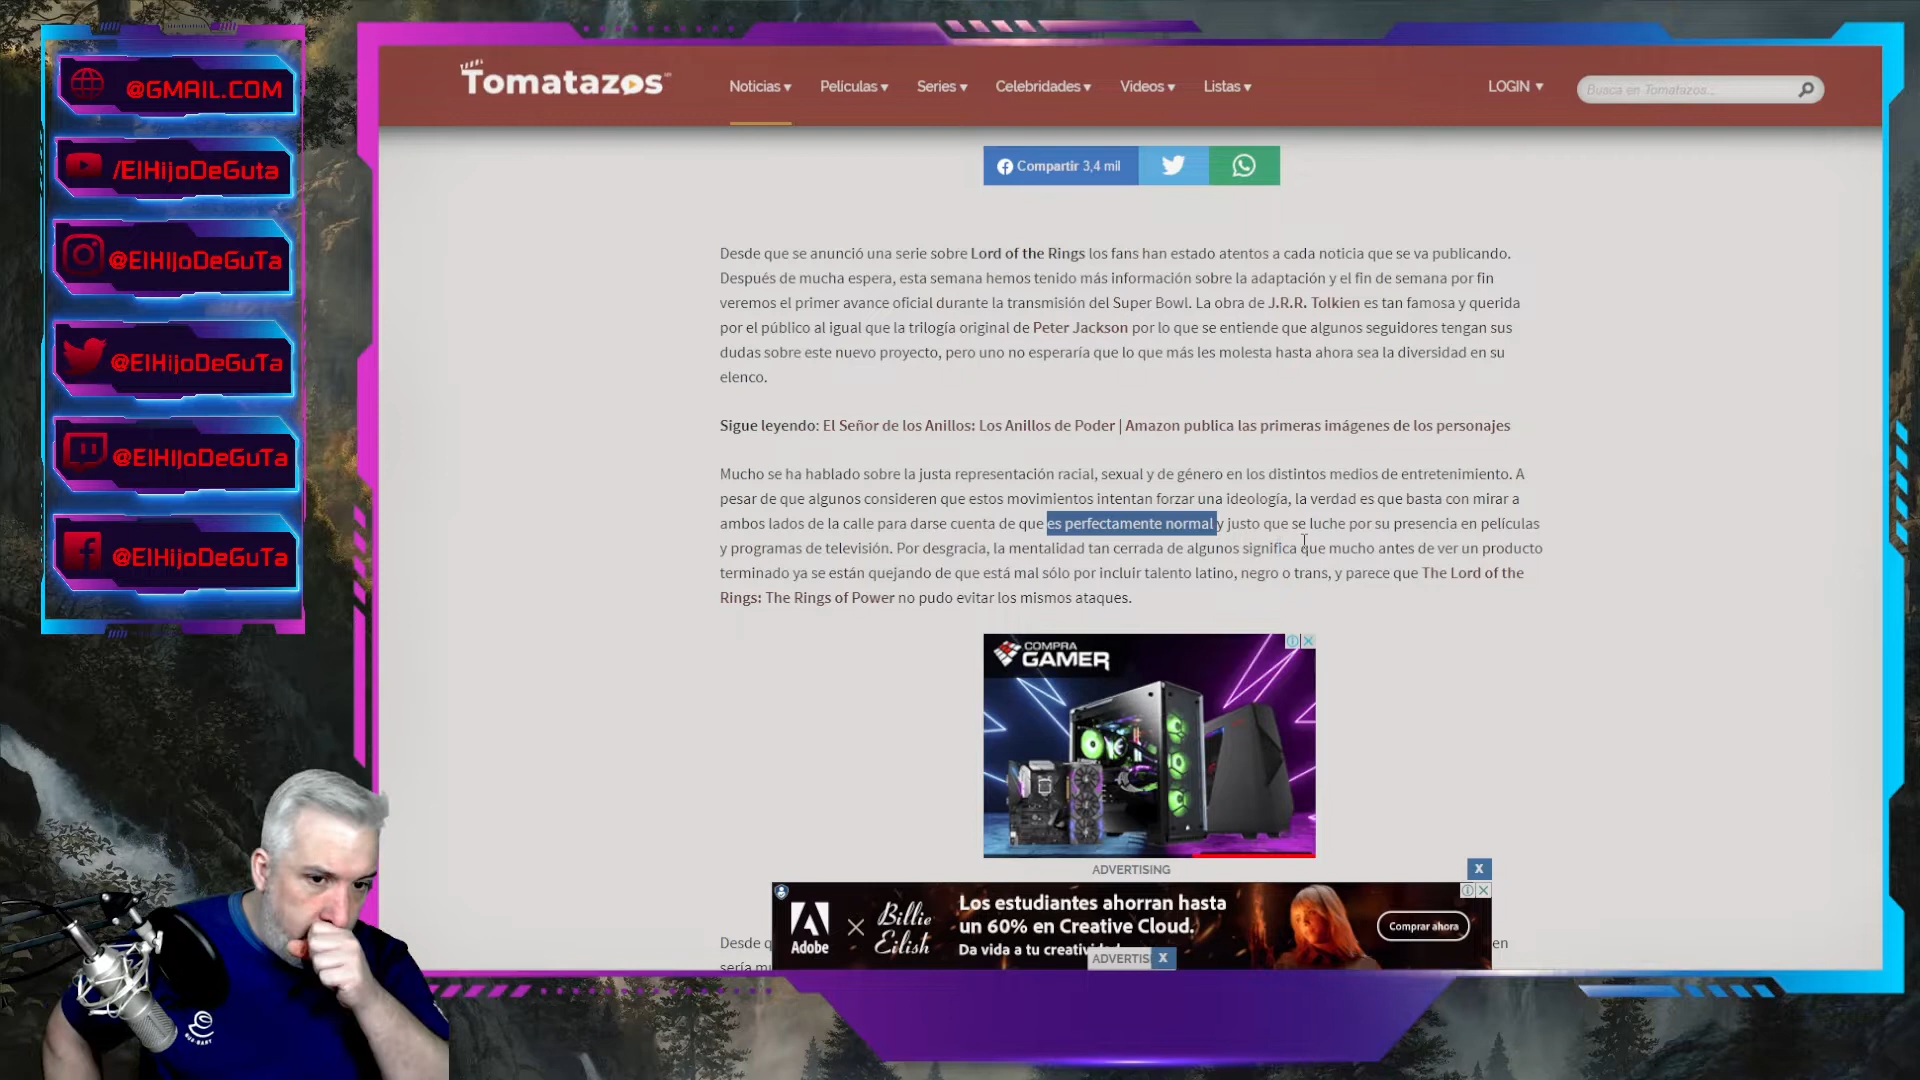 @GMAIL.COM
/ElHijoDeGuta
@ElHIjoDeGuTa
@ElHijoDeGuTa
@ElHIjoDeGuTa
@ElHijoDeGuTa
Tomatazos
Noticias
Películas
Series
Celebridades
Videos
Listas
LOGIN
Busca en Tomatazos...
Compartir 3,4 mil
Desde que se anunció una serie sobre Lord of the Rings los fans han estado atentos a cada noticia que se va publicando.
Después de mucha espera, esta semana hemos tenido más información sobre la adaptación y el fin de semana por fin
veremos el primer avance oficial durante la transmisión del Super Bowl. La obra de J.R.R. Tolkien es tan famosa y querida
por el público al igual que la trilogía original de Peter Jackson por lo que se entiende que algunos seguidores tengan sus
dudas sobre este nuevo proyecto, pero uno no esperaría que lo que más les molesta hasta ahora sea la diversidad en su
elenco.
Sigue leyendo: El Señor de los Anillos: Los Anillos de Poder | Amazon publica las primeras imágenes de los personajes
Mucho se ha hablado sobre la justa representación racial, sexual y de género en los distintos medios de entretenimiento. A
pesar de que algunos consideren que estos movimientos intentan forzar una ideología, la verdad es que basta con mirar a
ambos lados de la calle para darse cuenta de que es perfectamente normal y justo que se luche por su presencia en películas
y programas de televisión. Por desgracia, la mentalidad tan cerrada de algunos significa que mucho antes de ver un producto
terminado ya se están quejando de que está mal sólo por incluir talento latino, negro o trans, y parece que The Lord of the
Rings: The Rings of Power no pudo evitar los mismos ataques.
COMPRA
GAMER
ADVERTISING
X
Adobe
Billie
Eilish
Los estudiantes ahorran hasta
un 60% en Creative Cloud.
Da vida a tu
Comprar ahora
ADVERTIS
X
Desde
en
sería